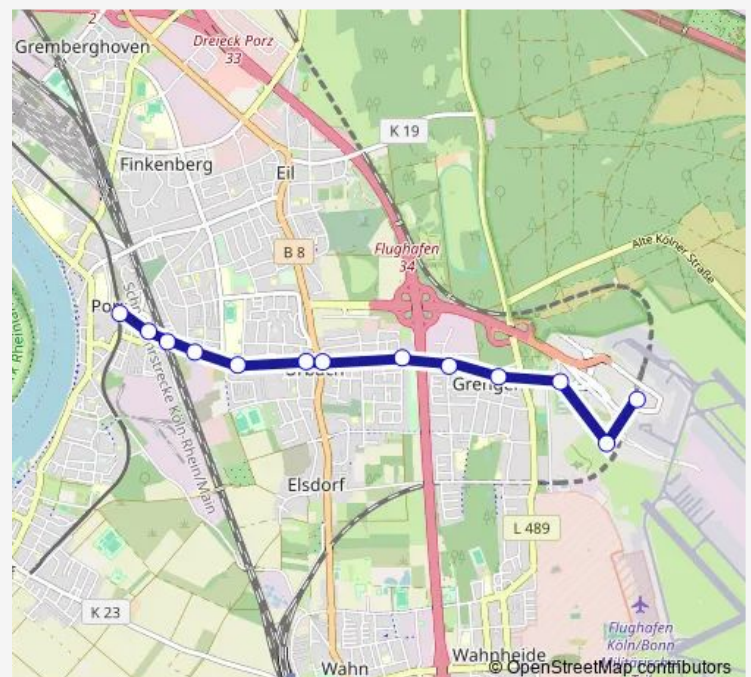 2
Gremberghoven
Dreieck Porz
33
K 19
Finkenberg
Eil
B 8
Flughafen
34
Alte Kölner Straße
Elsdorf
L 489
K 23
Flughafen
Köln/Bonn
Wahn
Wahnheide
© OpenStreetMap contributors